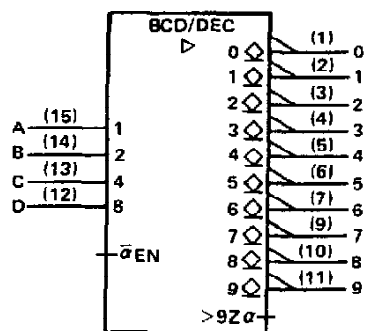 BCD/DEC
▷
0 (1) 0
1 (2) 1
2 (3) 2
3 (4) 3
4 (5) 4
5 (6) 5
6 (7) 6
7 (9) 7
8 (10) 8
9 (11) 9
A (15) 1
B (14) 2
C (13) 4
D (12) 8
α̅EN
>9Zα